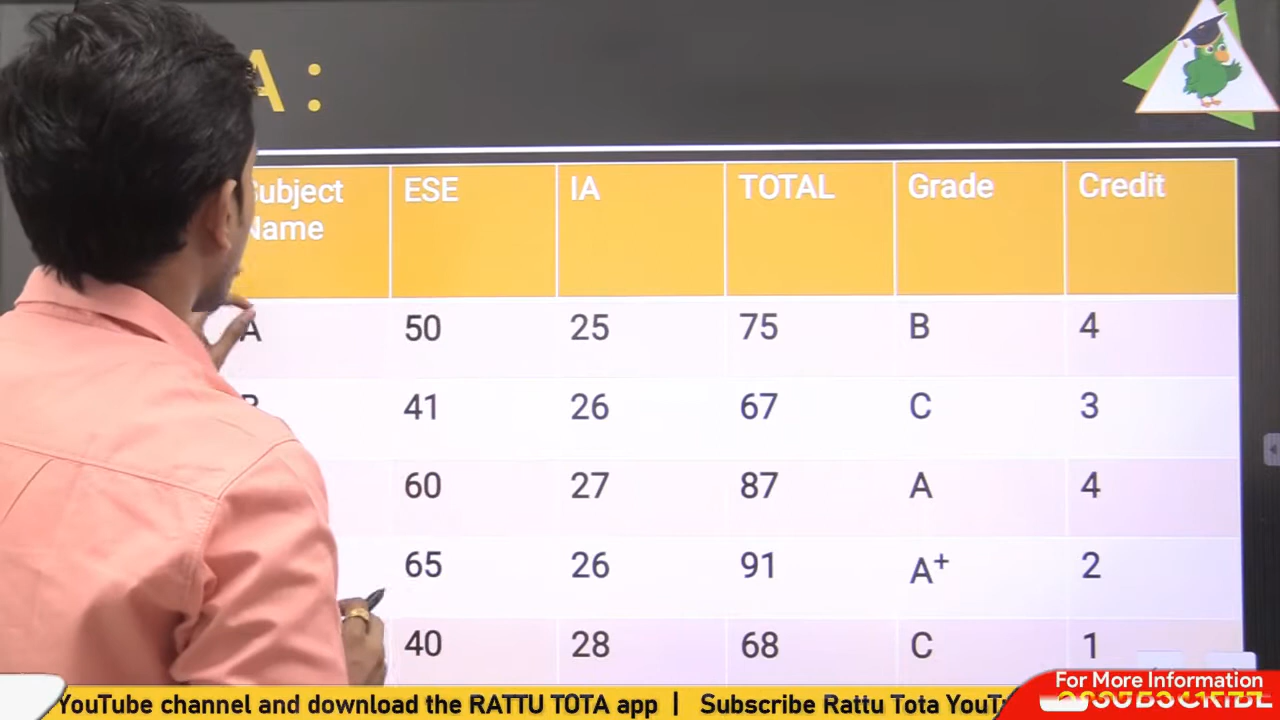 A :
Subject ESE IA TOTAL Grade Credit
Name
A 50 25 75 B 4
B 41 26 67 C 3
60 27 87 A 4
65 26 91 A⁺ 2
40 28 68 C 1
For More Information
YouTube channel and download the RATTU TOTA app | Subscribe Rattu Tota